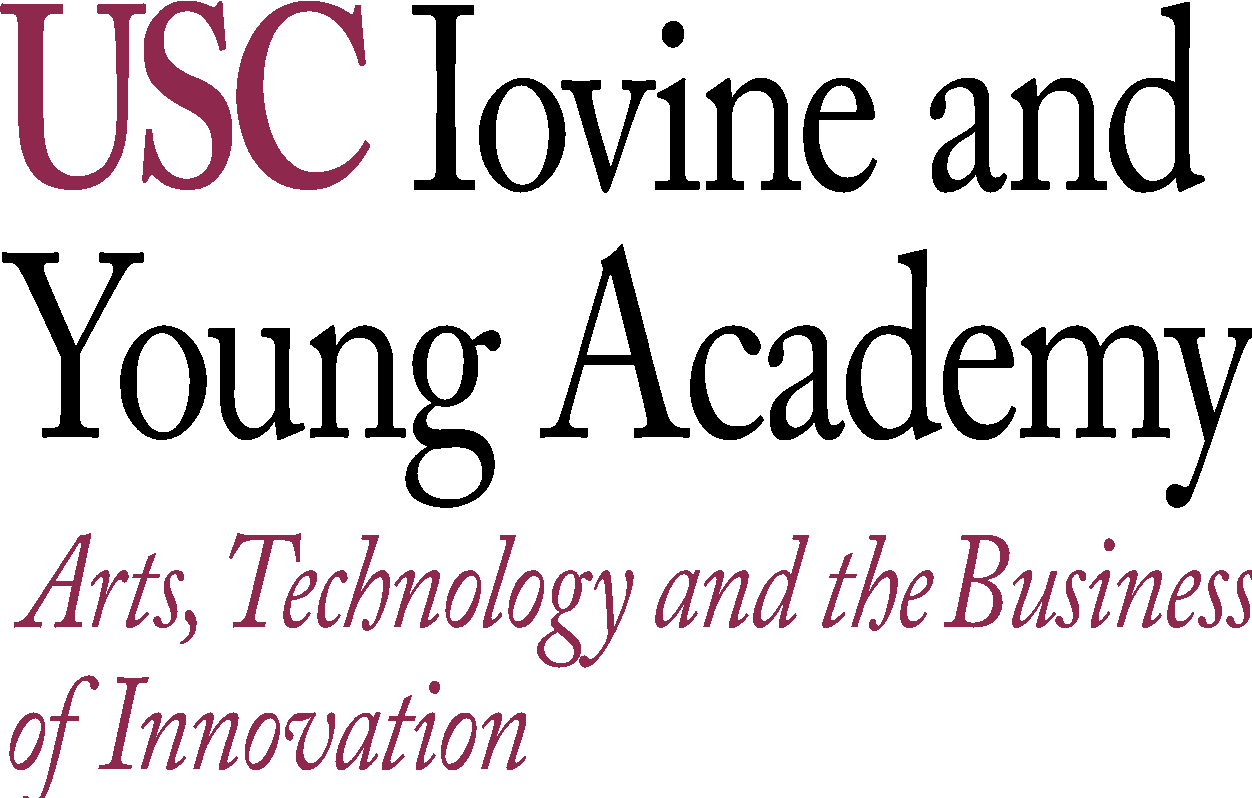 USC Iovine and
Young Academy
Arts, Technology and the Business
of Innovation